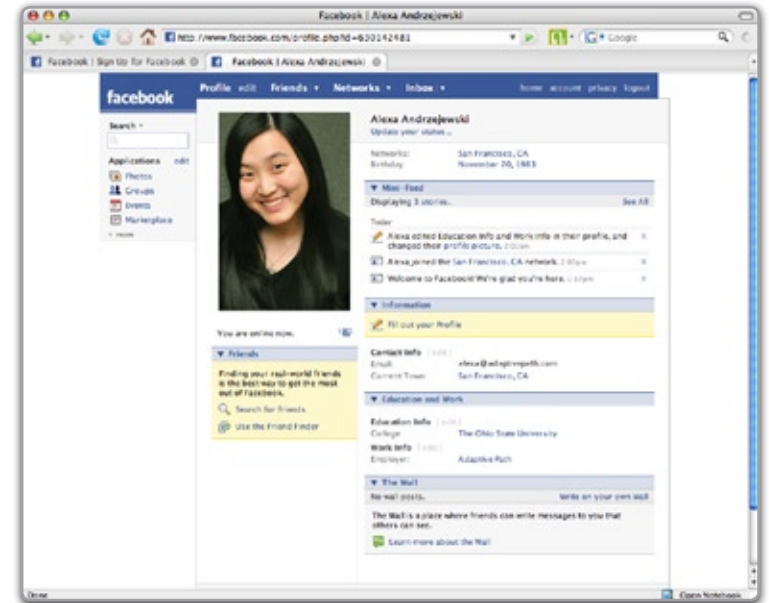 Facebook | Alexa Andrzejewski
http://www.facebook.com/profile.php?id=630142481
Google
Facebook | Sign Up for Facebook
Facebook | Alexa Andrzejewski
facebook
Profile edit Friends Networks Inbox home account privacy logout
Search
Applications edit
Photos
Groups
Events
Marketplace
more
You are online now.
Friends
Finding your real-world friends
is the best way to get the most
out of Facebook.
Search for Friends
Use the Friend Finder
Alexa Andrzejewski
Update your status...
Networks: San Francisco, CA
Birthday: November 20, 1983
Mini-Feed
Displaying 3 stories. See All
Today
Alexa edited Education Info and Work Info in their profile, and
changed their profile picture.
Alexa joined the San Francisco, CA network.
Welcome to Facebook! We're glad you're here.
Information
Fill out your Profile
Contact Info [edit]
Email: alexa@adaptivepath.com
Current Town: San Francisco, CA
Education and Work
Education Info [edit]
College: The Ohio State University
Work Info [edit]
Employer: Adaptive Path
The Wall
No wall posts. Write on your own Wall
The Wall is a place where friends can write messages to you that
others can see.
Learn more about the Wall
Done Open Notebook